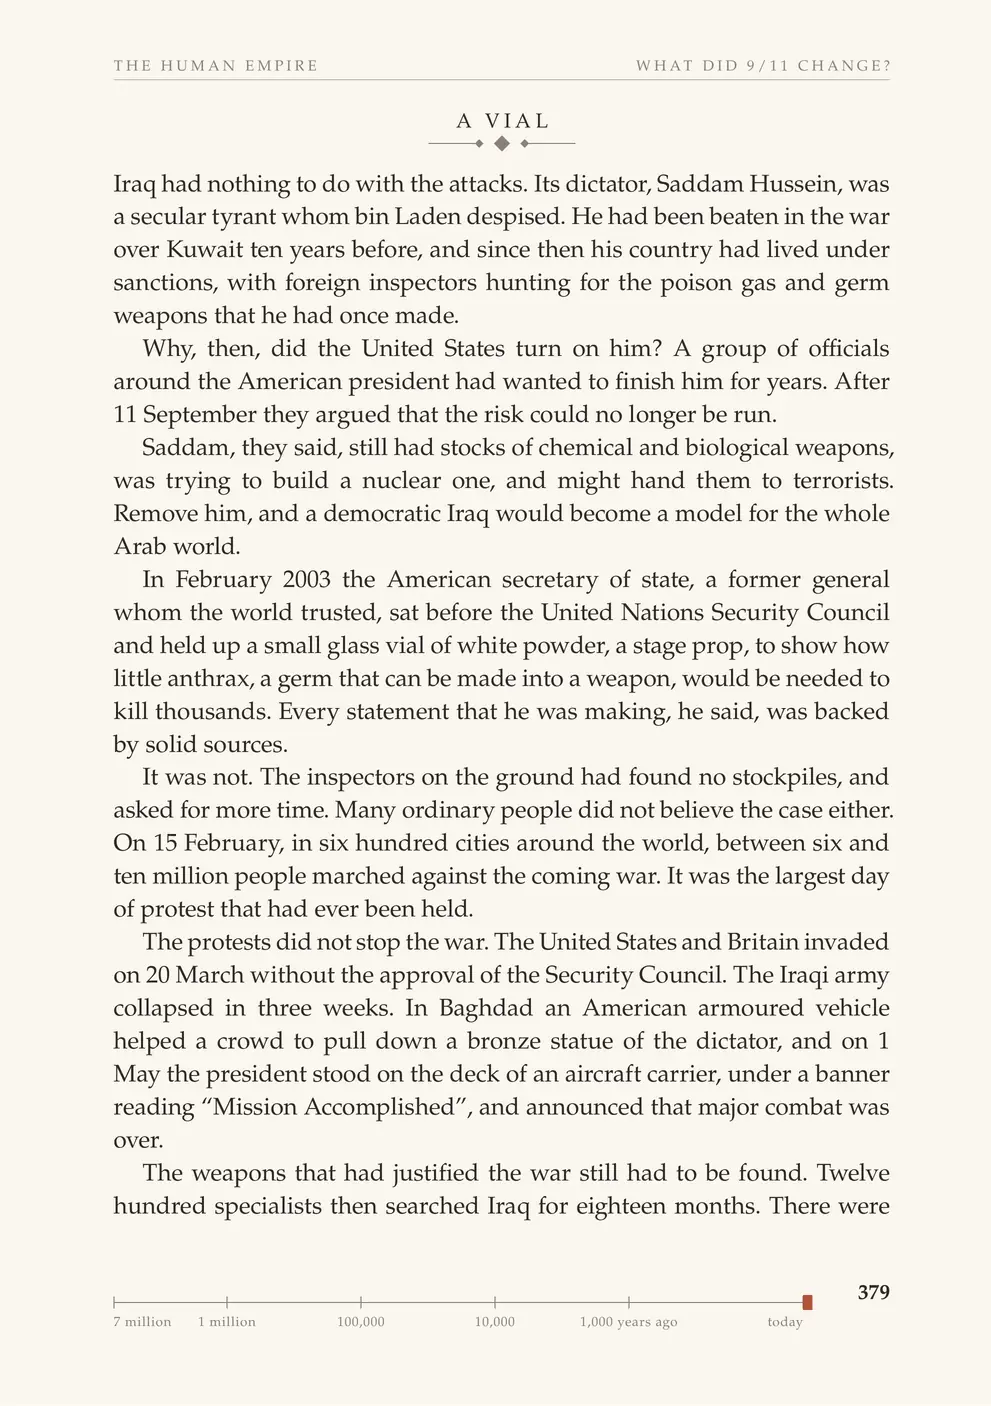 THE HUMAN EMPIRE
WHAT DID 9/11 CHANGE?
A VIAL
Iraq had nothing to do with the attacks. Its dictator, Saddam Hussein, was
a secular tyrant whom bin Laden despised. He had been beaten in the war
over Kuwait ten years before, and since then his country had lived under
sanctions, with foreign inspectors hunting for the poison gas and germ
weapons that he had once made.
Why, then, did the United States turn on him? A group of officials
around the American president had wanted to finish him for years. After
11 September they argued that the risk could no longer be run.
Saddam, they said, still had stocks of chemical and biological weapons,
was trying to build a nuclear one, and might hand them to terrorists.
Remove him, and a democratic Iraq would become a model for the whole
Arab world.
In February 2003 the American secretary of state, a former general
whom the world trusted, sat before the United Nations Security Council
and held up a small glass vial of white powder, a stage prop, to show how
little anthrax, a germ that can be made into a weapon, would be needed to
kill thousands. Every statement that he was making, he said, was backed
by solid sources.
It was not. The inspectors on the ground had found no stockpiles, and
asked for more time. Many ordinary people did not believe the case either.
On 15 February, in six hundred cities around the world, between six and
ten million people marched against the coming war. It was the largest day
of protest that had ever been held.
The protests did not stop the war. The United States and Britain invaded
on 20 March without the approval of the Security Council. The Iraqi army
collapsed in three weeks. In Baghdad an American armoured vehicle
helped a crowd to pull down a bronze statue of the dictator, and on 1
May the president stood on the deck of an aircraft carrier, under a banner
reading “Mission Accomplished”, and announced that major combat was
over.
The weapons that had justified the war still had to be found. Twelve
hundred specialists then searched Iraq for eighteen months. There were
379
7 million 1 million 100,000 10,000 1,000 years ago today